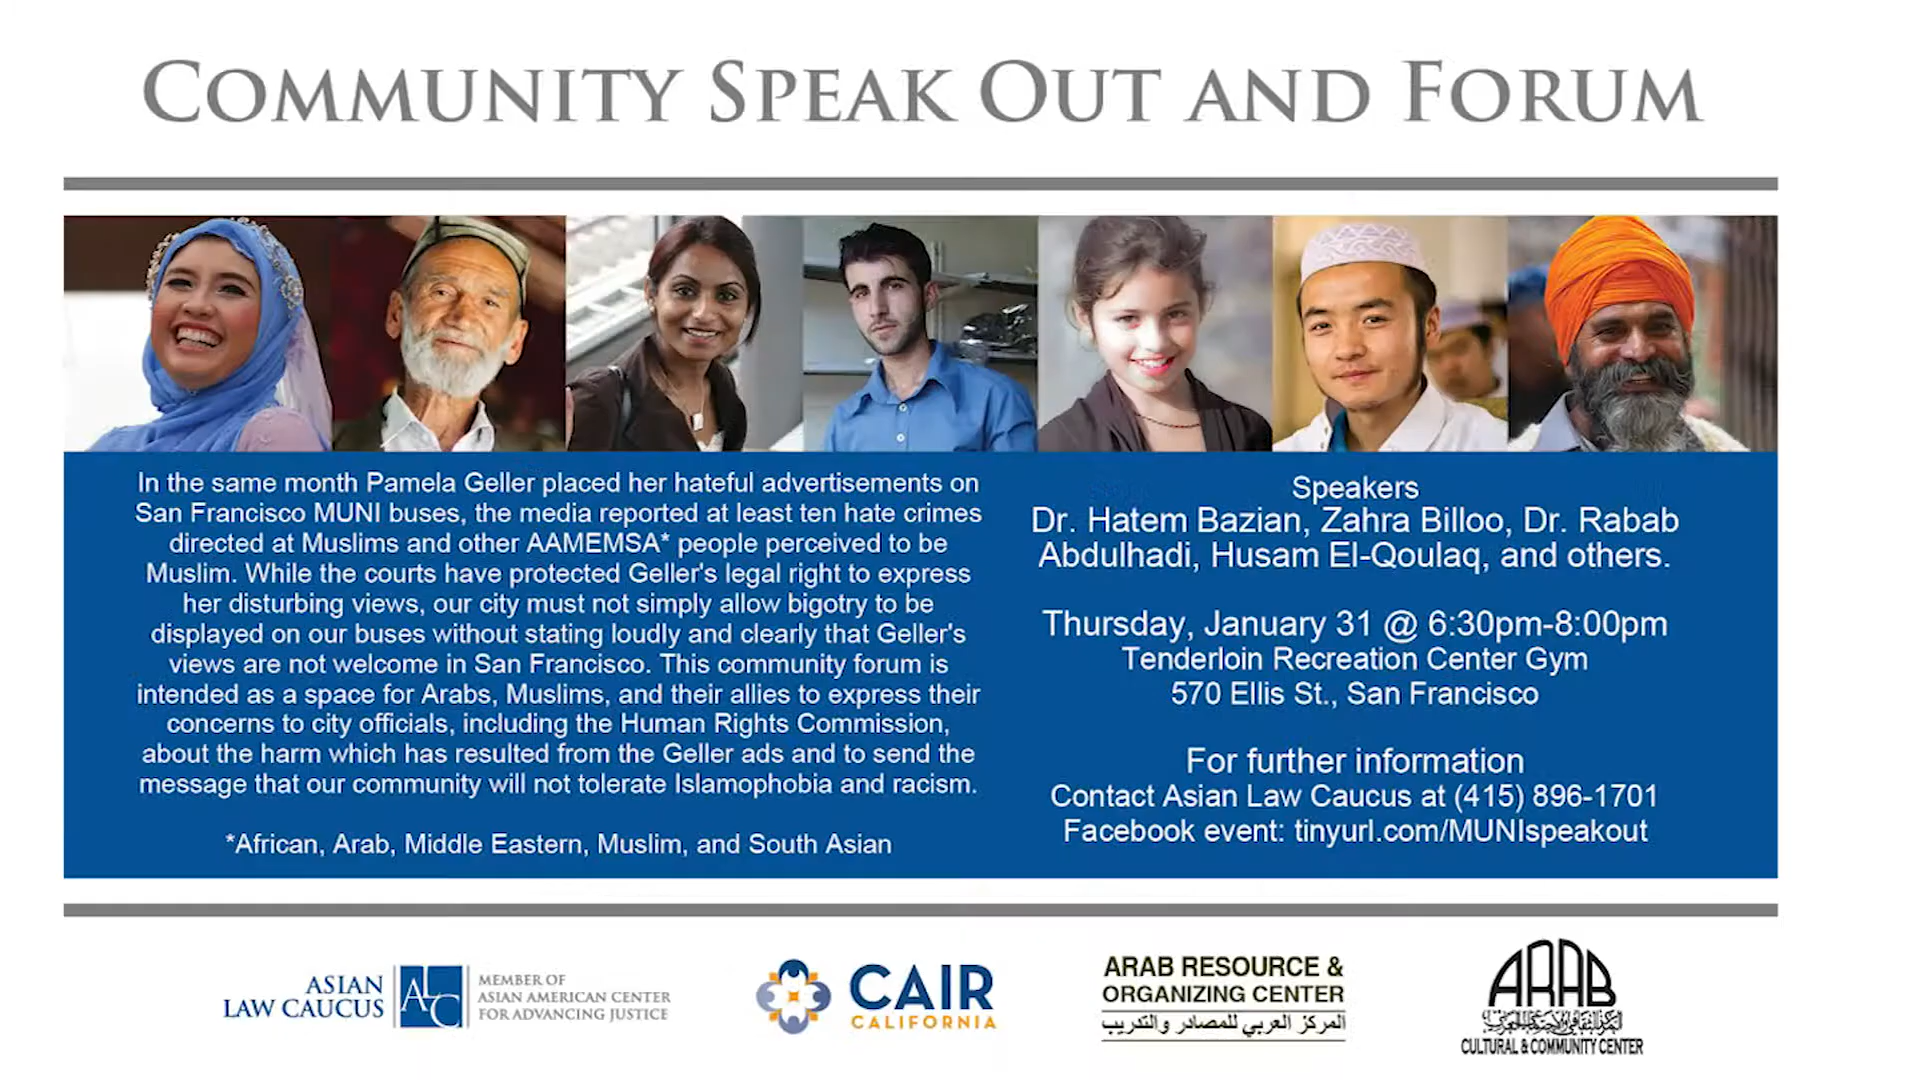 COMMUNITY SPEAK OUT AND FORUM
In the same month Pamela Geller placed her hateful advertisements on
San Francisco MUNI buses, the media reported at least ten hate crimes
directed at Muslims and other AAMEMSA* people perceived to be
Muslim. While the courts have protected Geller's legal right to express
her disturbing views, our city must not simply allow bigotry to be
displayed on our buses without stating loudly and clearly that Geller's
views are not welcome in San Francisco. This community forum is
intended as a space for Arabs, Muslims, and their allies to express their
concerns to city officials, including the Human Rights Commission,
about the harm which has resulted from the Geller ads and to send the
message that our community will not tolerate Islamophobia and racism.
*African, Arab, Middle Eastern, Muslim, and South Asian
Speakers
Dr. Hatem Bazian, Zahra Billoo, Dr. Rabab
Abdulhadi, Husam El-Qoulaq, and others.
Thursday, January 31 @ 6:30pm-8:00pm
Tenderloin Recreation Center Gym
570 Ellis St., San Francisco
For further information
Contact Asian Law Caucus at (415) 896-1701
Facebook event: tinyurl.com/MUNIspeakout
ASIAN
LAW CAUCUS
ALC
MEMBER OF
ASIAN AMERICAN CENTER
FOR ADVANCING JUSTICE
CAIR
CALIFORNIA
ARAB RESOURCE &
ORGANIZING CENTER
المركز العربي للمصادر والتدريب
ARAB
CULTURAL & COMMUNITY CENTER